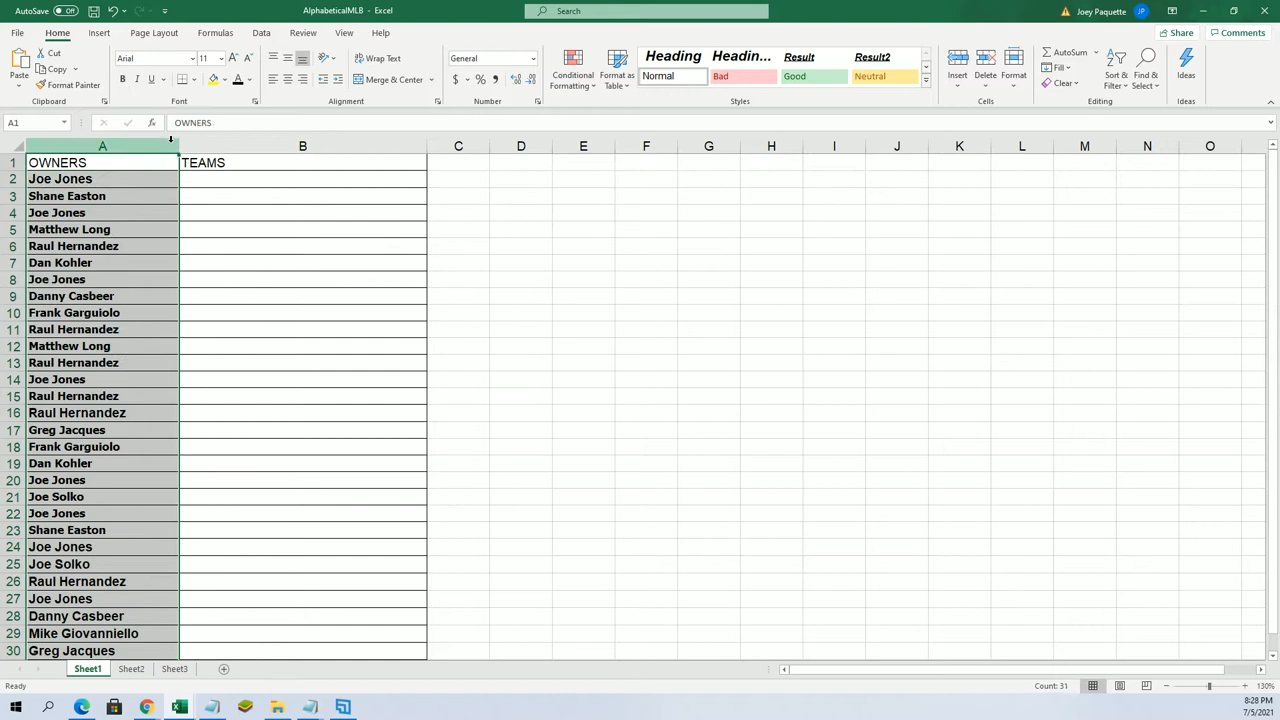 AutoSave Off
AlphabeticalMLB - Excel
Search
Joey Paquette
JP
File Home Insert Draw Page Layout Formulas Data Review View Help
Share Comments
Paste
Cut
Copy
Format Painter
Clipboard
Arial 11
B I U
Font
Wrap Text
Merge & Center
Alignment
General
$ % ,
Number
Conditional Formatting
Format as Table
Heading Headin... Result Result2
Normal Bad Good Neutral
Styles
Insert Delete Format
Cells
AutoSum
Fill
Clear
Sort & Filter
Find & Select
Editing
Ideas
Ideas
A1 fx OWNERS
A B C D E F G H I J K L M N O
1 OWNERS TEAMS
2 Joe Jones
3 Shane Easton
4 Joe Jones
5 Matthew Long
6 Raul Hernandez
7 Dan Kohler
8 Joe Jones
9 Danny Casbeer
10 Frank Garguiolo
11 Raul Hernandez
12 Matthew Long
13 Raul Hernandez
14 Joe Jones
15 Raul Hernandez
16 Raul Hernandez
17 Greg Jacques
18 Frank Garguiolo
19 Dan Kohler
20 Joe Jones
21 Joe Solko
22 Joe Jones
23 Shane Easton
24 Joe Jones
25 Joe Solko
26 Raul Hernandez
27 Joe Jones
28 Danny Casbeer
29 Mike Giovanniello
30 Greg Jacques
Sheet1 Sheet2 Sheet3
Ready
Count: 31
130%
8:28 PM
7/5/2021